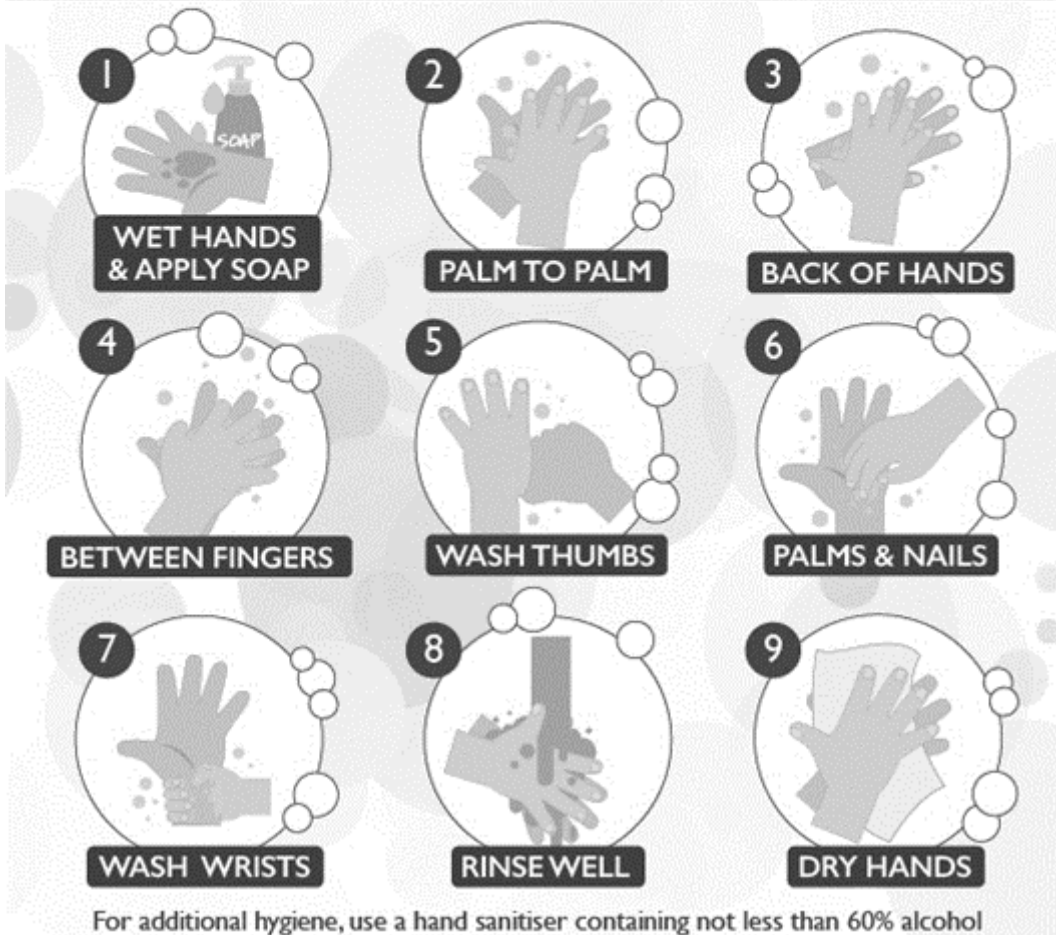 1
SOAP
WET HANDS
& APPLY SOAP
2
PALM TO PALM
3
BACK OF HANDS
4
BETWEEN FINGERS
5
WASH THUMBS
6
PALMS & NAILS
7
WASH WRISTS
8
RINSE WELL
9
DRY HANDS
For additional hygiene, use a hand sanitiser containing not less than 60% alcohol